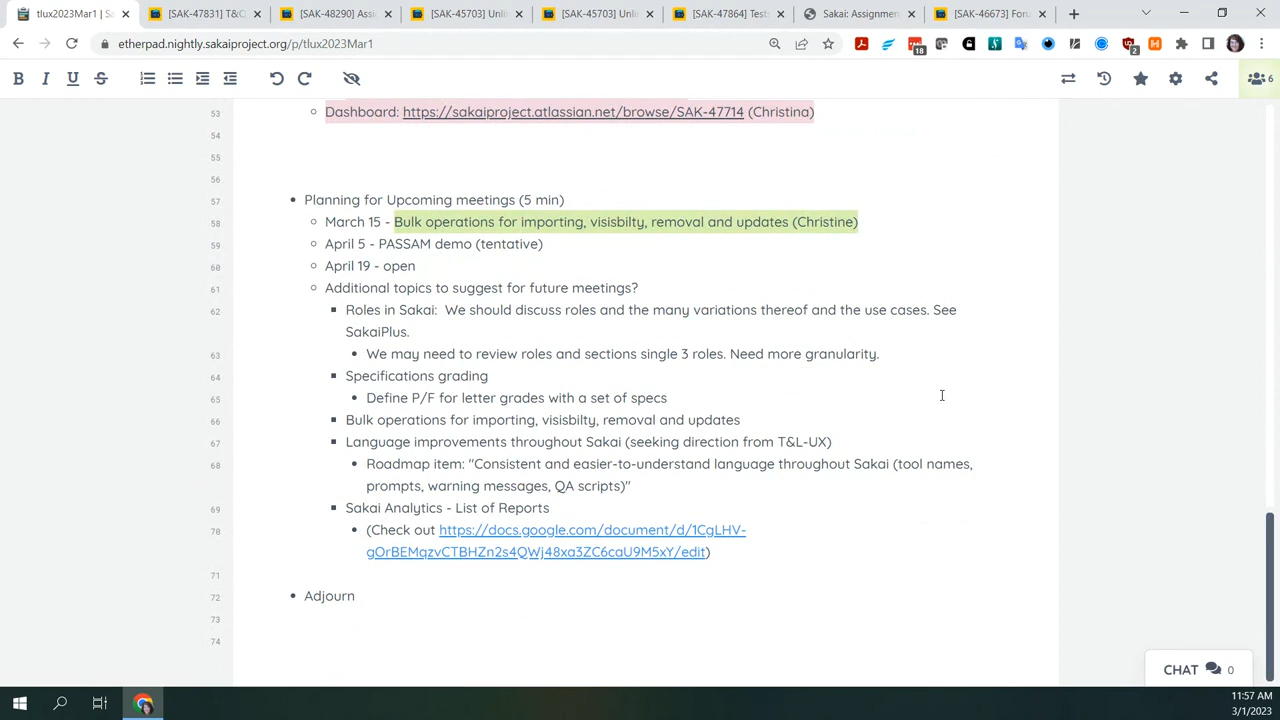 tlux2023Mar1 | S
[SAK-47831] T&Q
[SAK-48290] Assi
[SAK-45703] Unli
[SAK-45703] Unli
[SAK-47864] Tests
Sakai: Assignmen
[SAK-46673] Foru
etherpad.nightly.sakaiproject.org/p/tlux2023Mar1
18
2
6
53 Dashboard: https://sakaiproject.atlassian.net/browse/SAK-47714 (Christina)
54
55
56
57 Planning for Upcoming meetings (5 min)
58 March 15 - Bulk operations for importing, visisbilty, removal and updates (Christine)
59 April 5 - PASSAM demo (tentative)
60 April 19 - open
61 Additional topics to suggest for future meetings?
62 Roles in Sakai:  We should discuss roles and the many variations thereof and the use cases. See
SakaiPlus.
63 We may need to review roles and sections single 3 roles. Need more granularity.
64 Specifications grading
65 Define P/F for letter grades with a set of specs
66 Bulk operations for importing, visisbilty, removal and updates
67 Language improvements throughout Sakai (seeking direction from T&L-UX)
68 Roadmap item: "Consistent and easier-to-understand language throughout Sakai (tool names,
prompts, warning messages, QA scripts)"
69 Sakai Analytics - List of Reports
70 (Check out https://docs.google.com/document/d/1CgLHV-
gOrBEMqzvCTBHZn2s4QWj48xa3ZC6caU9M5xY/edit)
71
72 Adjourn
73
74
CHAT 0
11:57 AM
3/1/2023